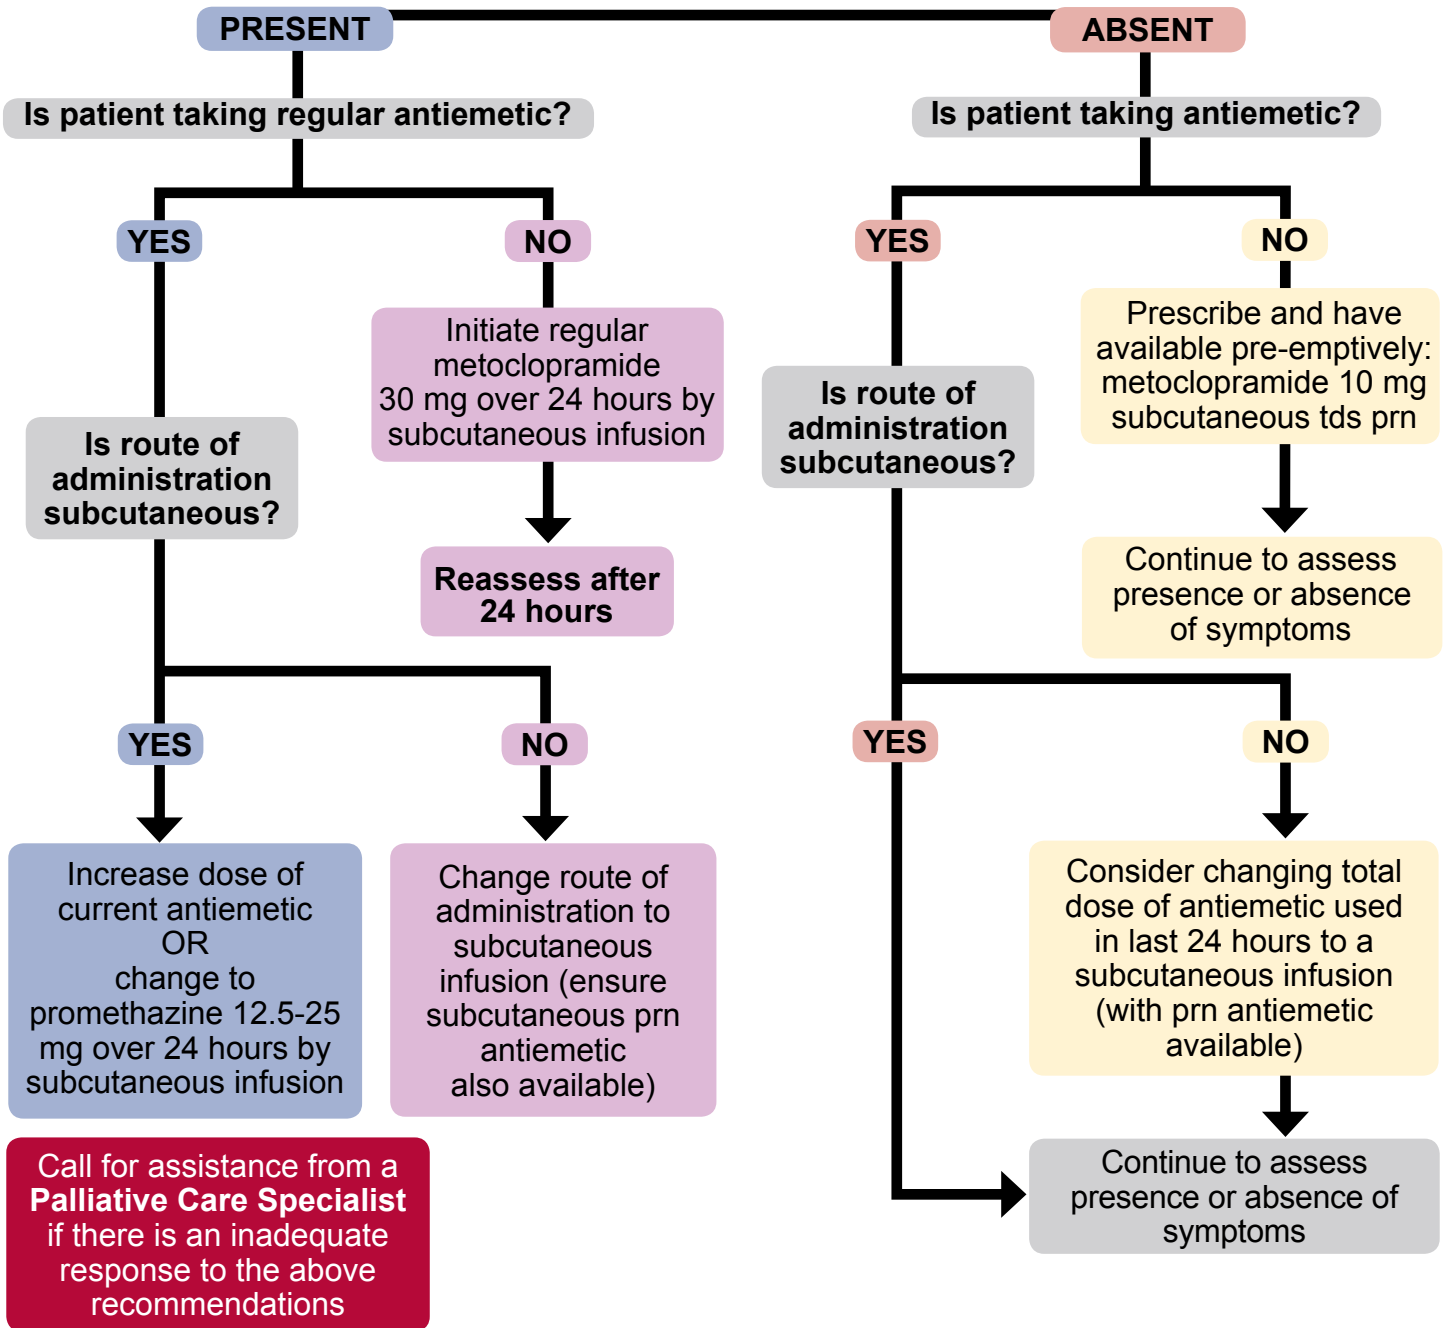 PRESENT
ABSENT
Is patient taking regular antiemetic?
Is patient taking antiemetic?
YES
NO
Initiate regular
metoclopramide
30 mg over 24 hours by
subcutaneous infusion
Is route of
administration
subcutaneous?
Reassess after
24 hours
YES
NO
Increase dose of
current antiemetic
OR
change to
promethazine 12.5-25
mg over 24 hours by
subcutaneous infusion
Change route of
administration to
subcutaneous
infusion (ensure
subcutaneous prn
antiemetic
also available)
Call for assistance from a
Palliative Care Specialist
if there is an inadequate
response to the above
recommendations
YES
NO
Prescribe and have
available pre-emptively:
metoclopramide 10 mg
subcutaneous tds prn
Is route of
administration
subcutaneous?
Continue to assess
presence or absence
of symptoms
YES
NO
Consider changing total
dose of antiemetic used
in last 24 hours to a
subcutaneous infusion
(with prn antiemetic
available)
Continue to assess
presence or absence of
symptoms